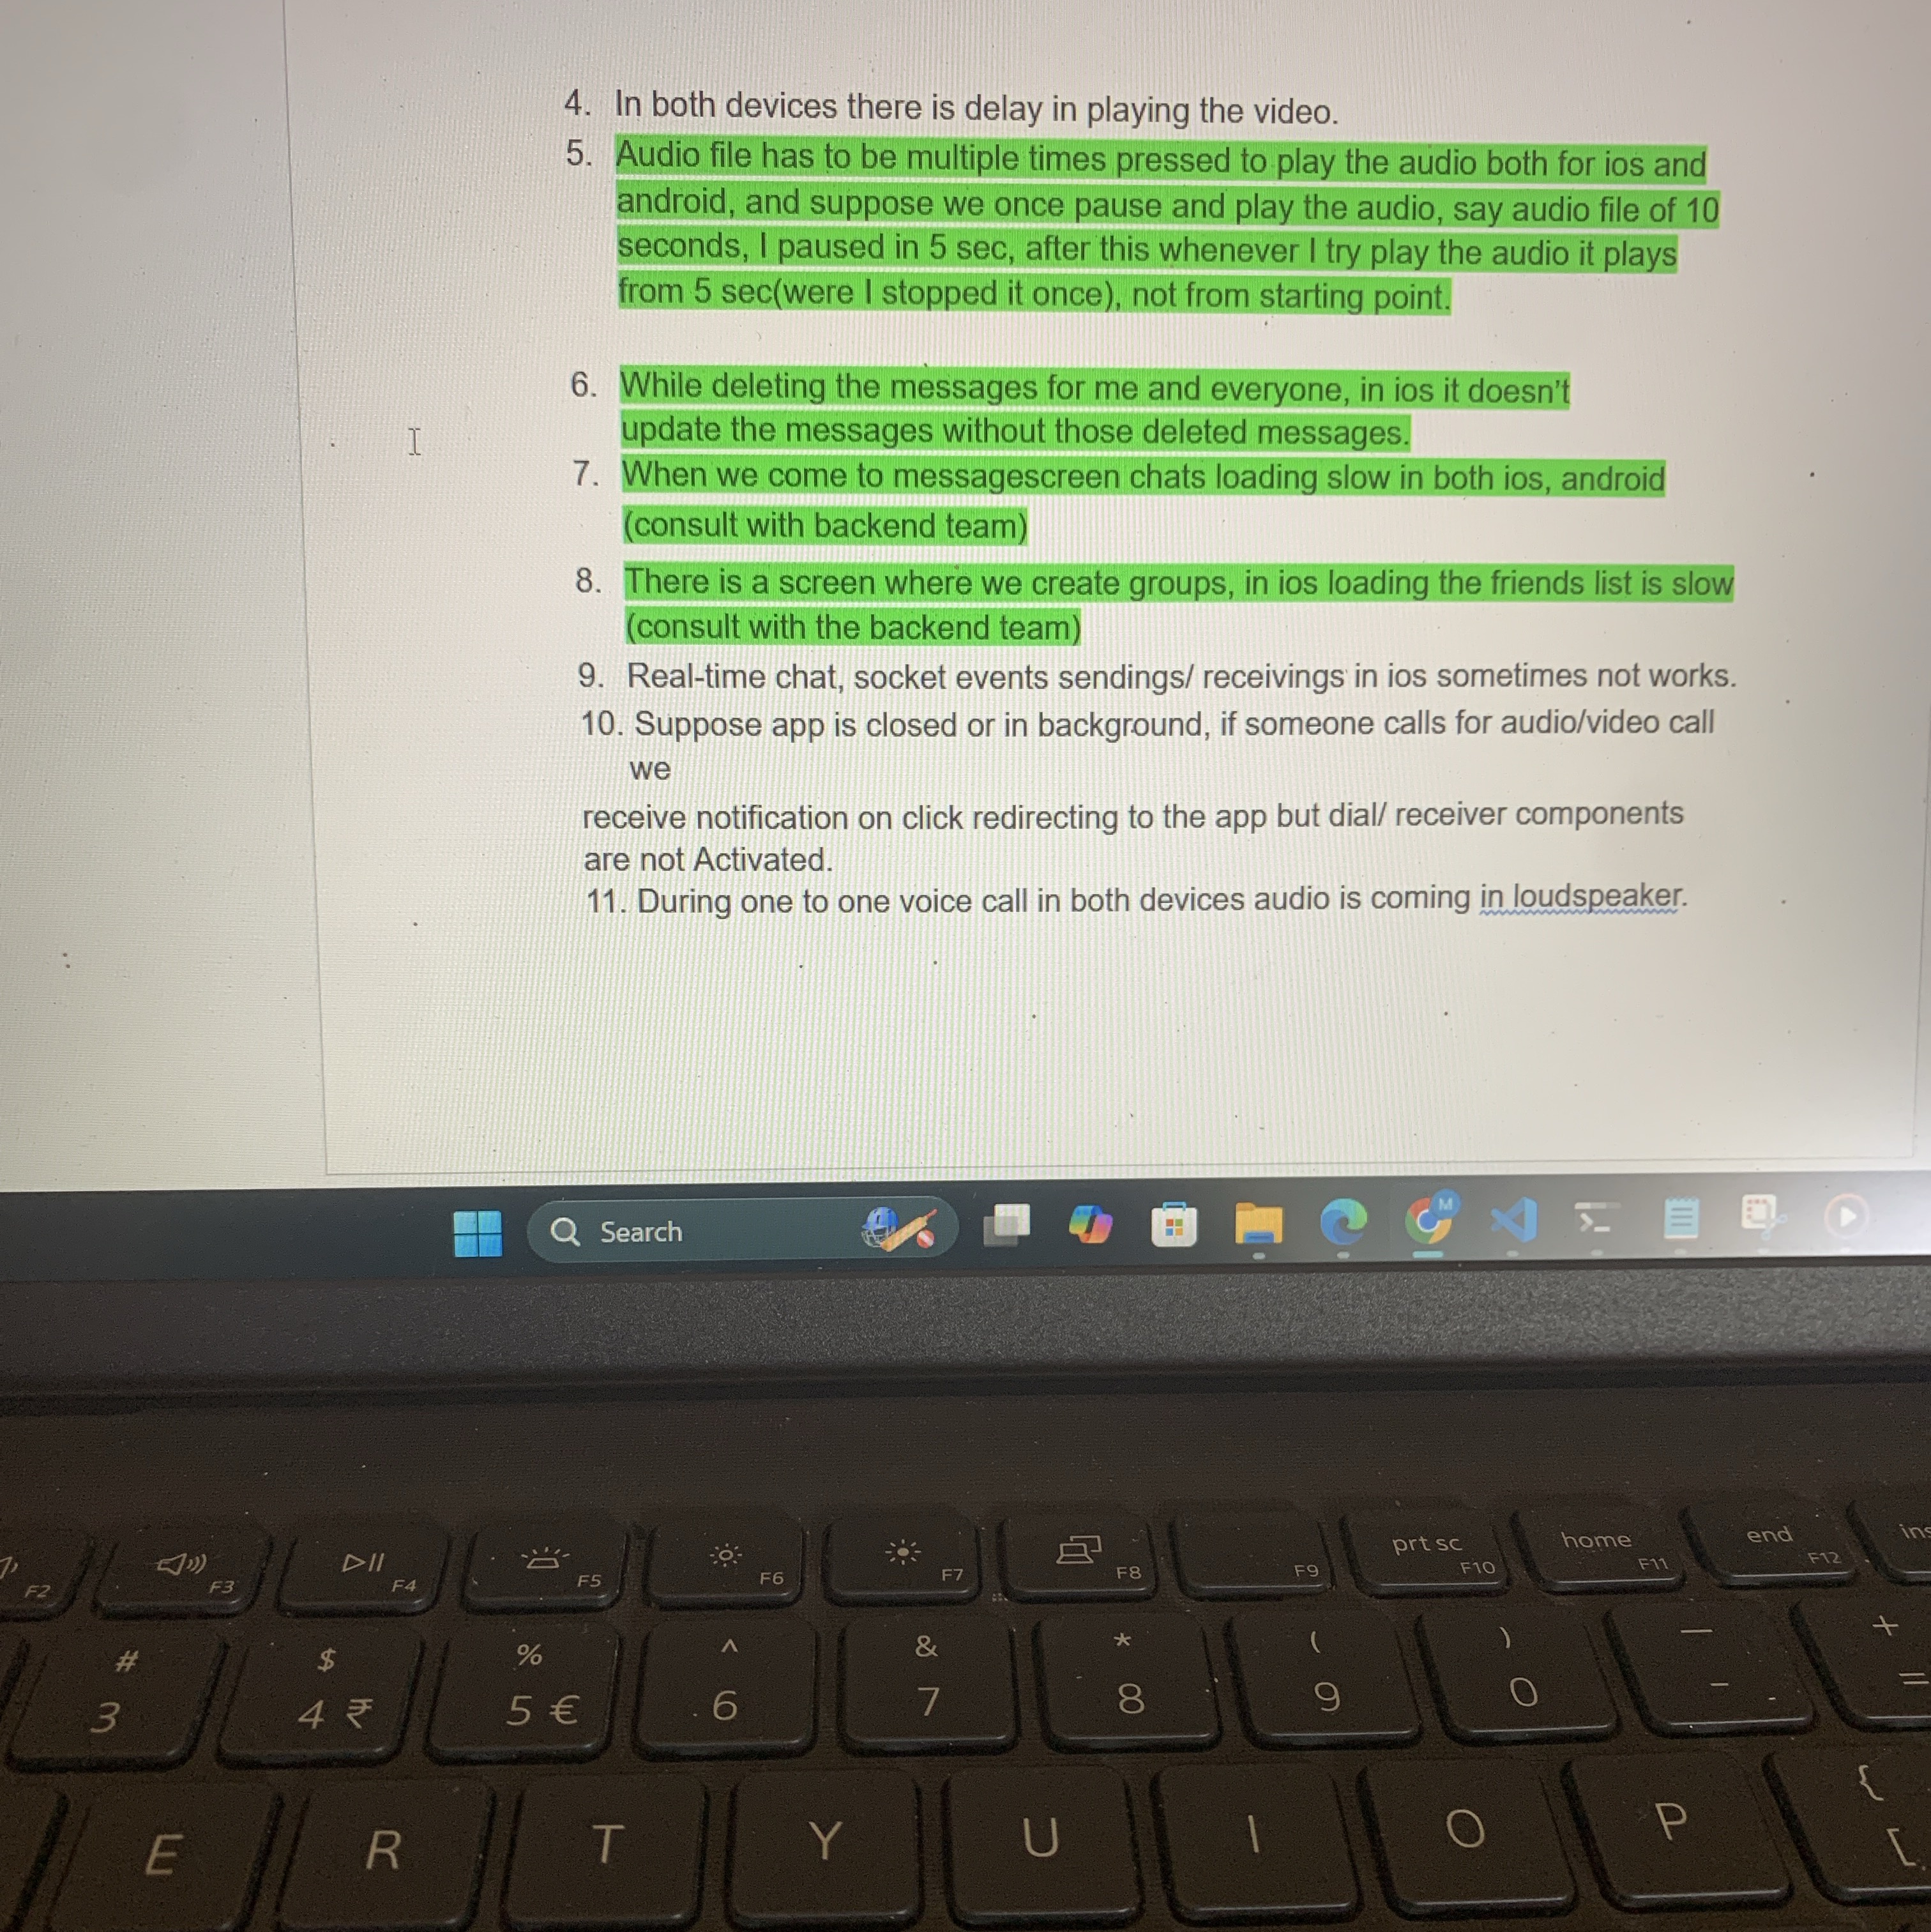 4. In both devices there is delay in playing the video.
5. Audio file has to be multiple times pressed to play the audio both for ios and
android, and suppose we once pause and play the audio, say audio file of 10
seconds, I paused in 5 sec, after this whenever I try play the audio it plays
from 5 sec(were I stopped it once), not from starting point.
6. While deleting the messages for me and everyone, in ios it doesn't
update the messages without those deleted messages.
7. When we come to messagescreen chats loading slow in both ios, android
(consult with backend team)
8. There is a screen where we create groups, in ios loading the friends list is slow
(consult with the backend team)
9. Real-time chat, socket events sendings/ receivings in ios sometimes not works.
10. Suppose app is closed or in background, if someone calls for audio/video call
we
receive notification on click redirecting to the app but dial/ receiver components
are not Activated.
11. During one to one voice call in both devices audio is coming in loudspeaker.
Search
M
F2 F3 F4 F5 F6 F7 F8 F9 prt sc F10 home F11 end F12 ins
# $ % ^ & * ( ) — +
3 4 ₹ 5 € 6 7 8 9 0 - =
E R T Y U I O P { [